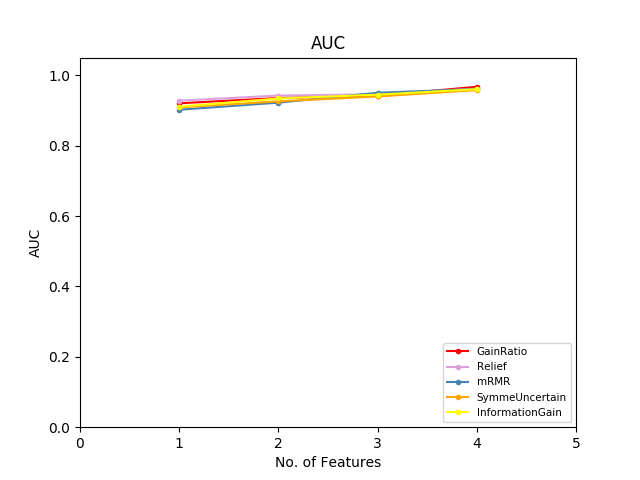 AUC
1.0
0.8
0.6
0.4
0.2
0.0
AUC
GainRatio
Relief
mRMR
SymmeUncertain
InformationGain
0 1 2 3 4 5
No. of Features